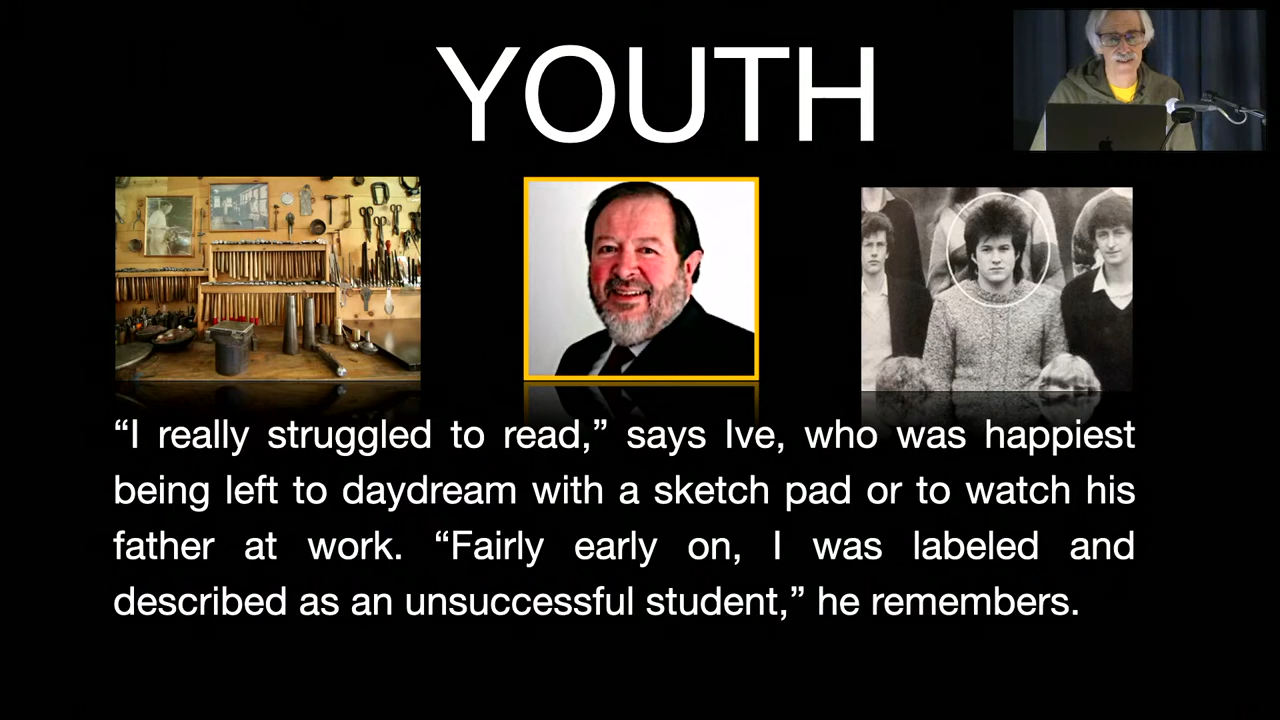 YOUTH
“I really struggled to read,” says Ive, who was happiest
being left to daydream with a sketch pad or to watch his
father at work. “Fairly early on, I was labeled and
described as an unsuccessful student,” he remembers.